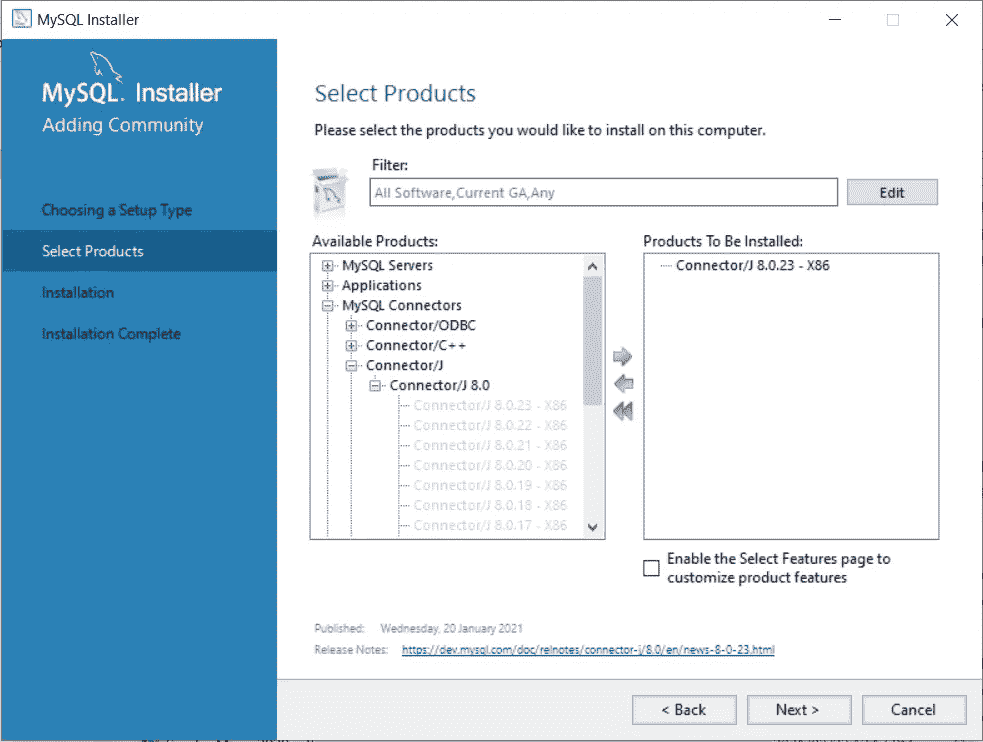 MySQL Installer
MySQL. Installer
Adding Community
Choosing a Setup Type
Select Products
Installation
Installation Complete
Select Products
Please select the products you would like to install on this computer.
Filter:
All Software,Current GA,Any
Edit
Available Products:
MySQL Servers
Applications
MySQL Connectors
Connector/ODBC
Connector/C++
Connector/J
Connector/J 8.0
Connector/J 8.0.23 - X86
Connector/J 8.0.22 - X86
Connector/J 8.0.21 - X86
Connector/J 8.0.20 - X86
Connector/J 8.0.19 - X86
Connector/J 8.0.18 - X86
Connector/J 8.0.17 - X86
Products To Be Installed:
Connector/J 8.0.23 - X86
Enable the Select Features page to
customize product features
Published: Wednesday, 20 January 2021
Release Notes: https://dev.mysql.com/doc/relnotes/connector-j/8.0/en/news-8-0-23.html
< Back
Next >
Cancel